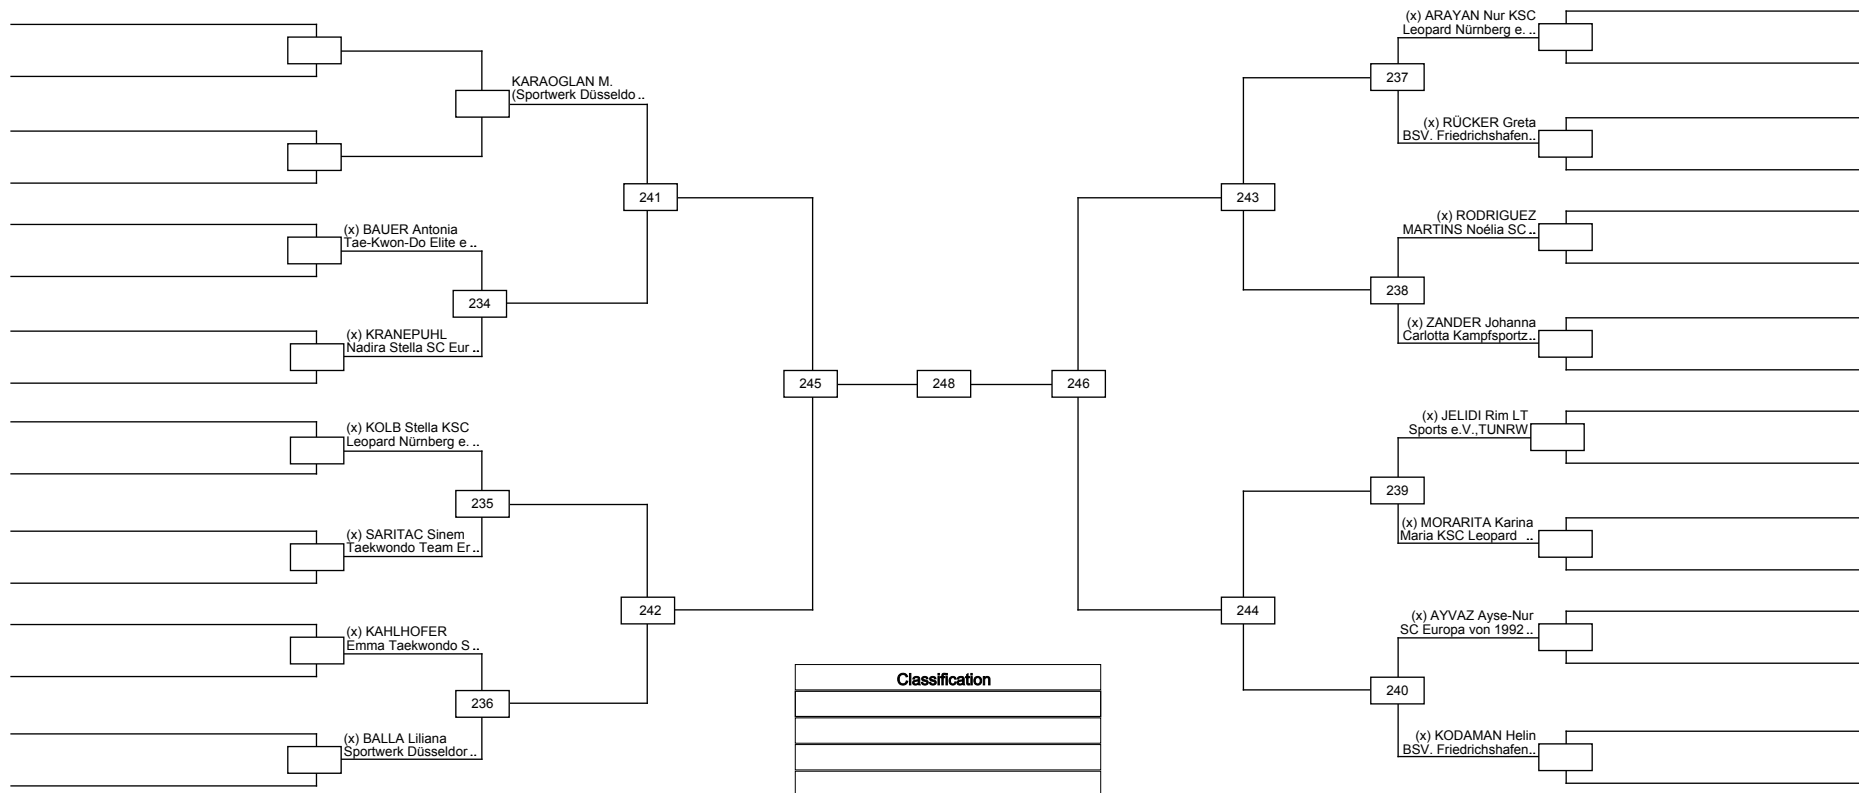 KARAOGLAN M.
(Sportwerk Düsseldo ..
241
(x) BAUER Antonia
Tae-Kwon-Do Elite e ..
234
(x) KRANEPUHL
Nadira Stella SC Eur ..
(x) KOLB Stella KSC
Leopard Nürnberg e. ..
235
(x) SARITAC Sinem
Taekwondo Team Er ..
242
(x) KAHLHOFER
Emma Taekwondo S ..
236
(x) BALLA Liliana
Sportwerk Düsseldor ..
245
248
246
(x) ARAYAN Nur KSC
Leopard Nürnberg e. ..
237
(x) RÜCKER Greta
BSV. Friedrichshafen..
243
(x) RODRIGUEZ
MARTINS Noélia SC ..
238
(x) ZANDER Johanna
Carlotta Kampfsportz..
(x) JELIDI Rim LT
Sports e.V.,TUNRW
239
(x) MORARITA Karina
Maria KSC Leopard ..
244
(x) AYVAZ Ayse-Nur
SC Europa von 1992 ..
240
(x) KODAMAN Helin
BSV. Friedrichshafen..
Classification